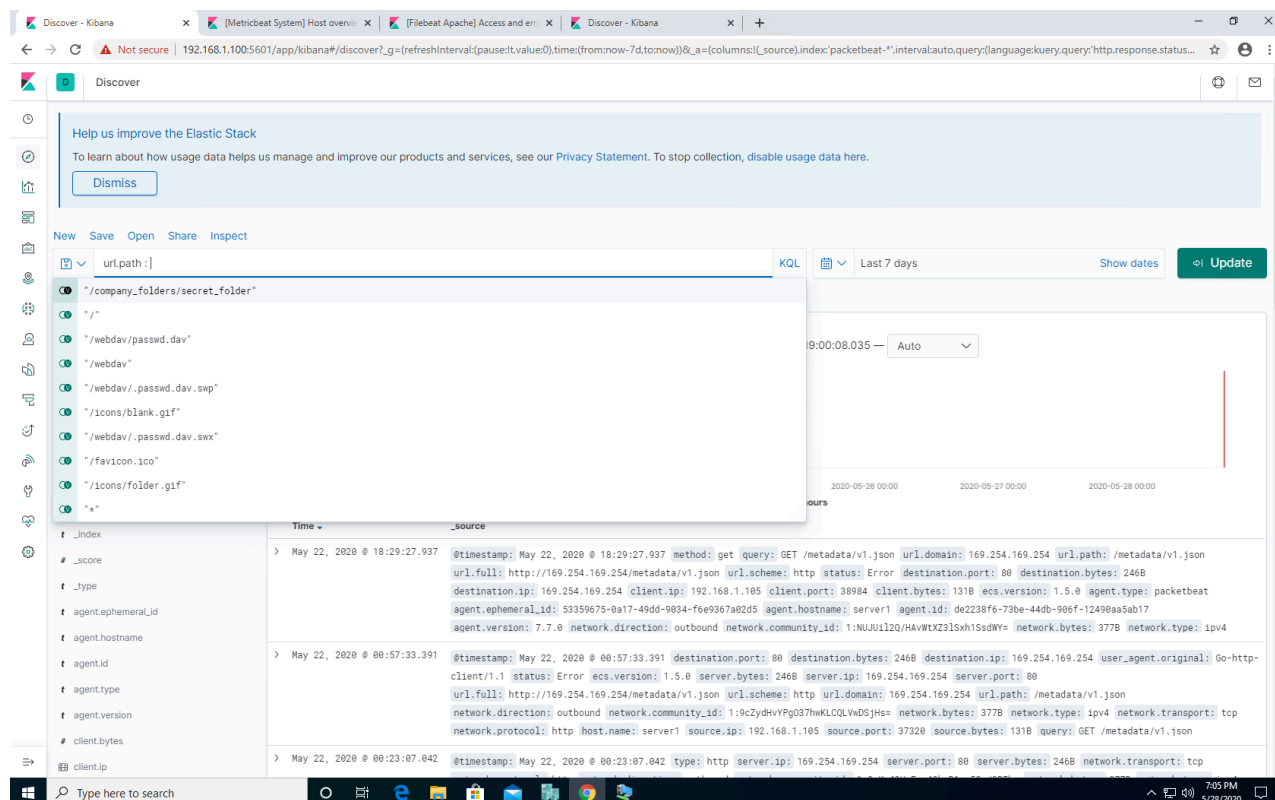 Discover - Kibana
[Metricbeat System] Host overvie
[Filebeat Apache] Access and err
Discover - Kibana
Not secure | 192.168.1.100:5601/app/kibana#/discover?_g=(refreshInterval:(pause:!t,value:0),time:(from:now-7d,to:now))&_a=(columns:!(_source),index:'packetbeat-*',interval:auto,query:(language:kuery,query:'http.response.status...
D Discover
Help us improve the Elastic Stack
To learn about how usage data helps us manage and improve our products and services, see our Privacy Statement. To stop collection, disable usage data here.
Dismiss
New Save Open Share Inspect
url.path : KQL Last 7 days Show dates Update
"/company_folders/secret_folder"
"/"
"/webdav/passwd.dav"
"/webdav"
"/webdav/.passwd.dav.swp"
"/icons/blank.gif"
"/webdav/.passwd.dav.swx"
"/favicon.ico"
"/icons/folder.gif"
"*"
9:00:08.035 — Auto
2020-05-26 00:00 2020-05-27 00:00 2020-05-28 00:00
ours
Time _source
t _index
# _score
t _type
t agent.ephemeral_id
t agent.hostname
t agent.id
t agent.type
t agent.version
# client.bytes
client.ip
May 22, 2020 @ 18:29:27.937 @timestamp: May 22, 2020 @ 18:29:27.937 method: get query: GET /metadata/v1.json url.domain: 169.254.169.254 url.path: /metadata/v1.json
url.full: http://169.254.169.254/metadata/v1.json url.scheme: http status: Error destination.port: 80 destination.bytes: 246B
destination.ip: 169.254.169.254 client.ip: 192.168.1.105 client.port: 38984 client.bytes: 131B ecs.version: 1.5.0 agent.type: packetbeat
agent.ephemeral_id: 53359675-0a17-49dd-9034-f6e9367a02d5 agent.hostname: server1 agent.id: de2238f6-73be-44db-906f-12490aa5ab17
agent.version: 7.7.0 network.direction: outbound network.community_id: 1:NUJUil2Q/HAvWtXZ3lSxh1SsdWY= network.bytes: 377B network.type: ipv4
May 22, 2020 @ 00:57:33.391 @timestamp: May 22, 2020 @ 00:57:33.391 destination.port: 80 destination.bytes: 246B destination.ip: 169.254.169.254 user_agent.original: Go-http-
client/1.1 status: Error ecs.version: 1.5.0 server.bytes: 246B server.ip: 169.254.169.254 server.port: 80
url.full: http://169.254.169.254/metadata/v1.json url.scheme: http url.domain: 169.254.169.254 url.path: /metadata/v1.json
network.direction: outbound network.community_id: 1:9cZydHvYPgO37hwKLCQLVwDSjHs= network.bytes: 377B network.type: ipv4 network.transport: tcp
network.protocol: http host.name: server1 source.ip: 192.168.1.105 source.port: 37320 source.bytes: 131B query: GET /metadata/v1.json
May 22, 2020 @ 00:23:07.042 @timestamp: May 22, 2020 @ 00:23:07.042 type: http server.ip: 169.254.169.254 server.port: 80 server.bytes: 246B network.transport: tcp
Type here to search
7:05 PM
5/28/2020